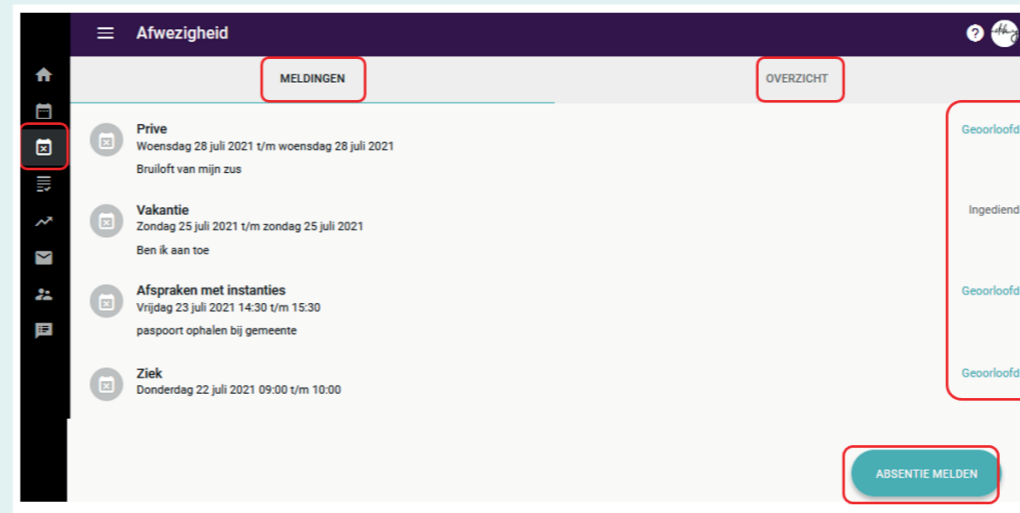 Afwezigheid
?
MELDINGEN
OVERZICHT
Prive
Geoorloofd
Woensdag 28 juli 2021 t/m woensdag 28 juli 2021
Bruiloft van mijn zus
Vakantie
Ingediend
Zondag 25 juli 2021 t/m zondag 25 juli 2021
Ben ik aan toe
Afspraken met instanties
Geoorloofd
Vrijdag 23 juli 2021 14:30 t/m 15:30
paspoort ophalen bij gemeente
Ziek
Geoorloofd
Donderdag 22 juli 2021 09:00 t/m 10:00
ABSENTIE MELDEN